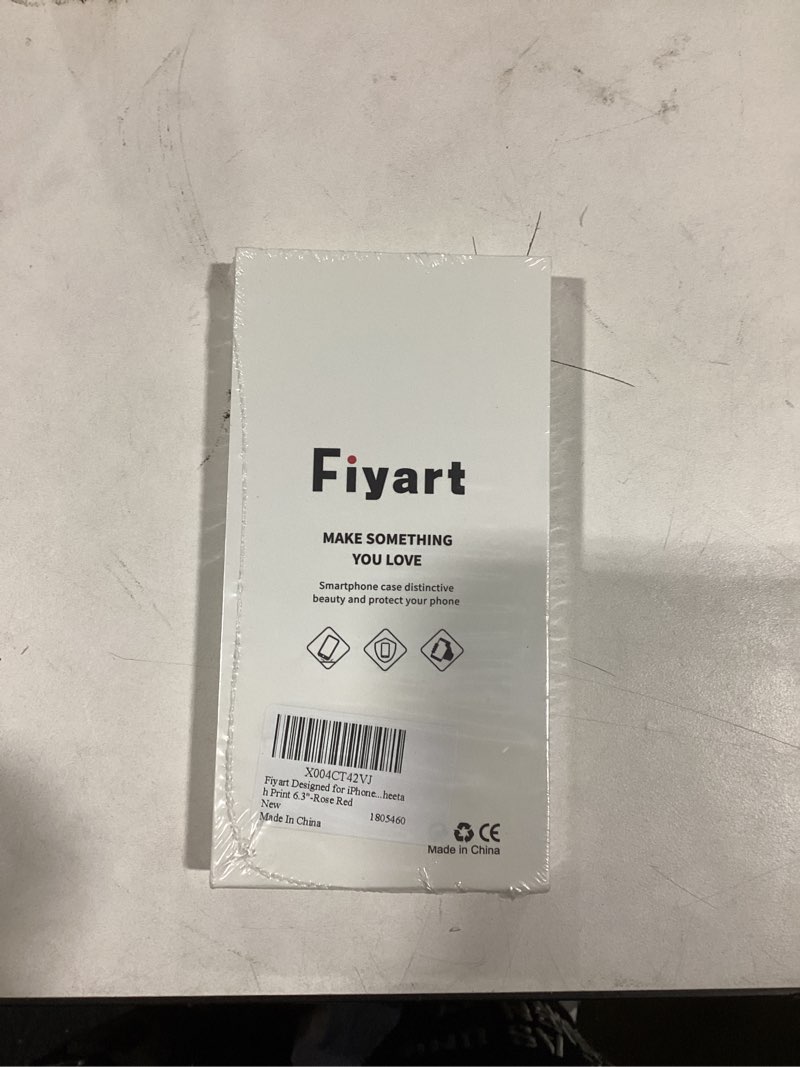 Fiyart
MAKE SOMETHING
YOU LOVE
Smartphone case distinctive
beauty and protect your phone
X004CT42VJ
Fiyart Designed for iPhone...heeta
h Print 6.3"-Rose Red
New
Made In China 1805460
CE
Made in China